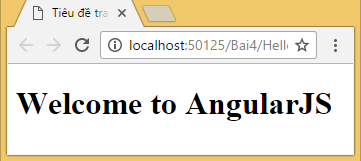 Tiêu đề tra
localhost:50125/Bai4/Hell
Welcome to AngularJS